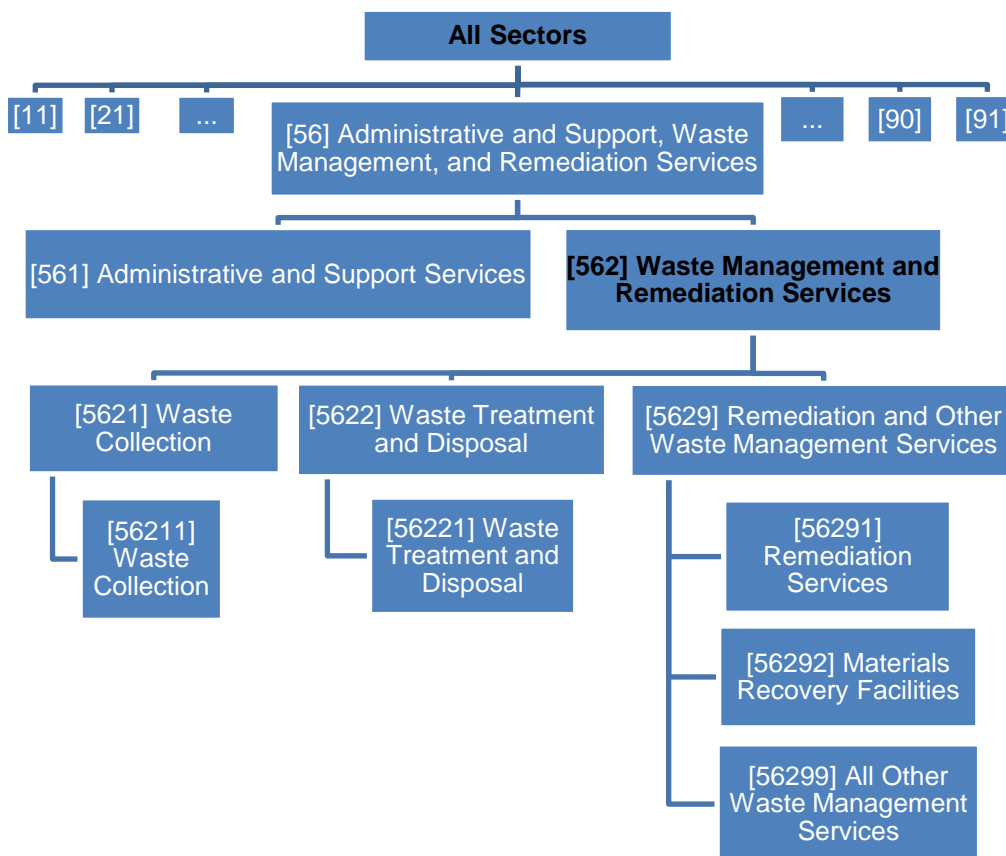 All Sectors
[11]
[21]
...
[56] Administrative and Support, Waste
Management, and Remediation Services
...
[90]
[91]
[561] Administrative and Support Services
[562] Waste Management and
Remediation Services
[5621] Waste
Collection
[5622] Waste Treatment
and Disposal
[5629] Remediation and Other
Waste Management Services
[56211]
Waste
Collection
[56221] Waste
Treatment and
Disposal
[56291]
Remediation
Services
[56292] Materials
Recovery Facilities
[56299] All Other
Waste Management
Services